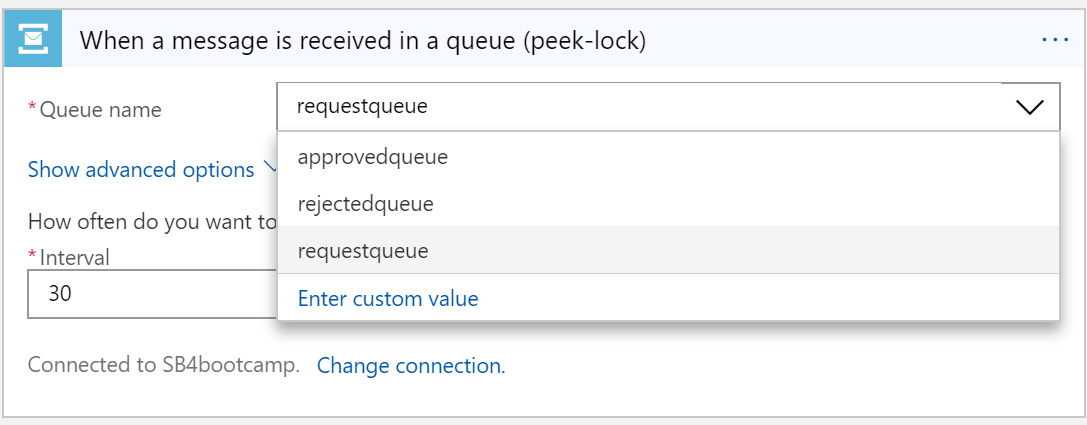 When a message is received in a queue (peek-lock)
* Queue name
requestqueue
approvedqueue
rejectedqueue
requestqueue
Enter custom value
Show advanced options
How often do you want to
* Interval
30
Connected to SB4bootcamp. Change connection.